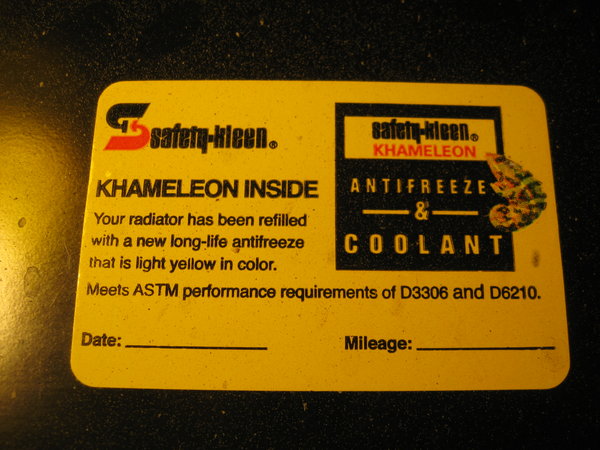 safety-kleen®
KHAMELEON INSIDE
Your radiator has been refilled
with a new long-life antifreeze
that is light yellow in color.
safety-kleen®
KHAMELEON
ANTIFREEZE
&
COOLANT
Meets ASTM performance requirements of D3306 and D6210.
Date: Mileage: